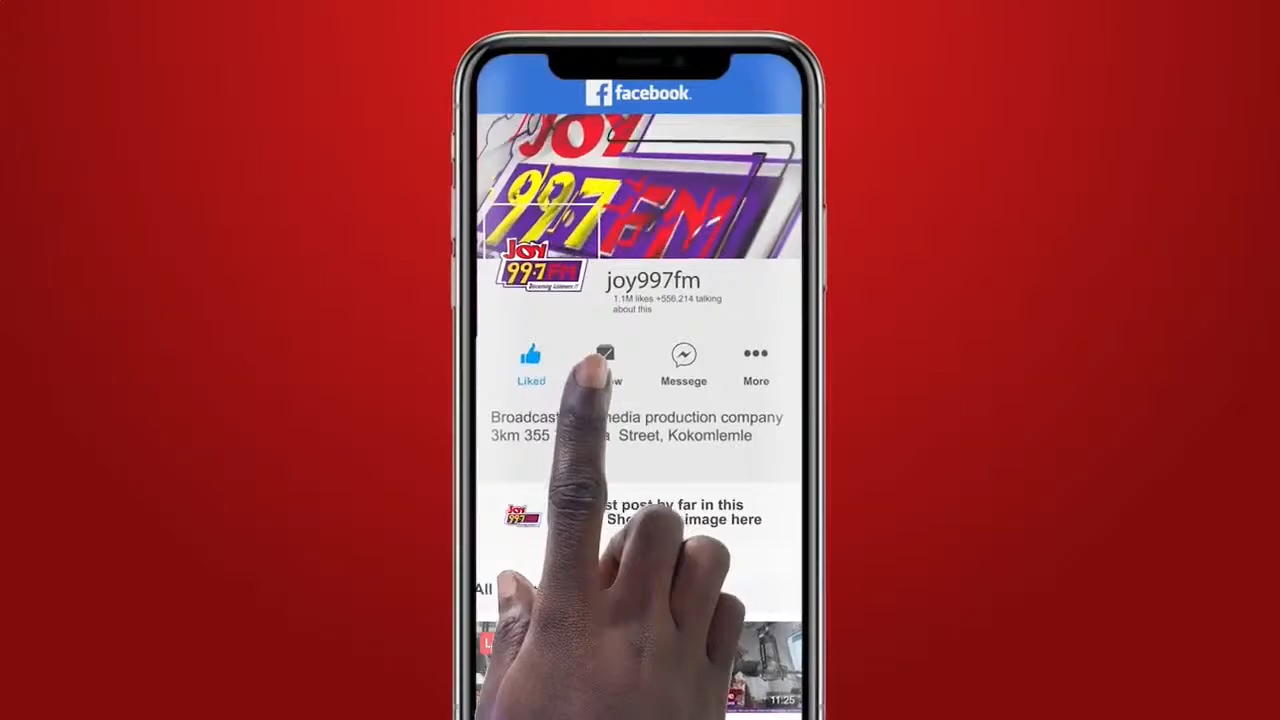 facebook.
JOY
99.7 FM
JOY
99.7 FM
joy997fm
1.1M likes +556,214 talking
about this
Liked
Messege
More
Broadcast media production company
3km 355 Street, Kokomlemle
post by far in this
image here
JOY
99.7 FM
All
11:25